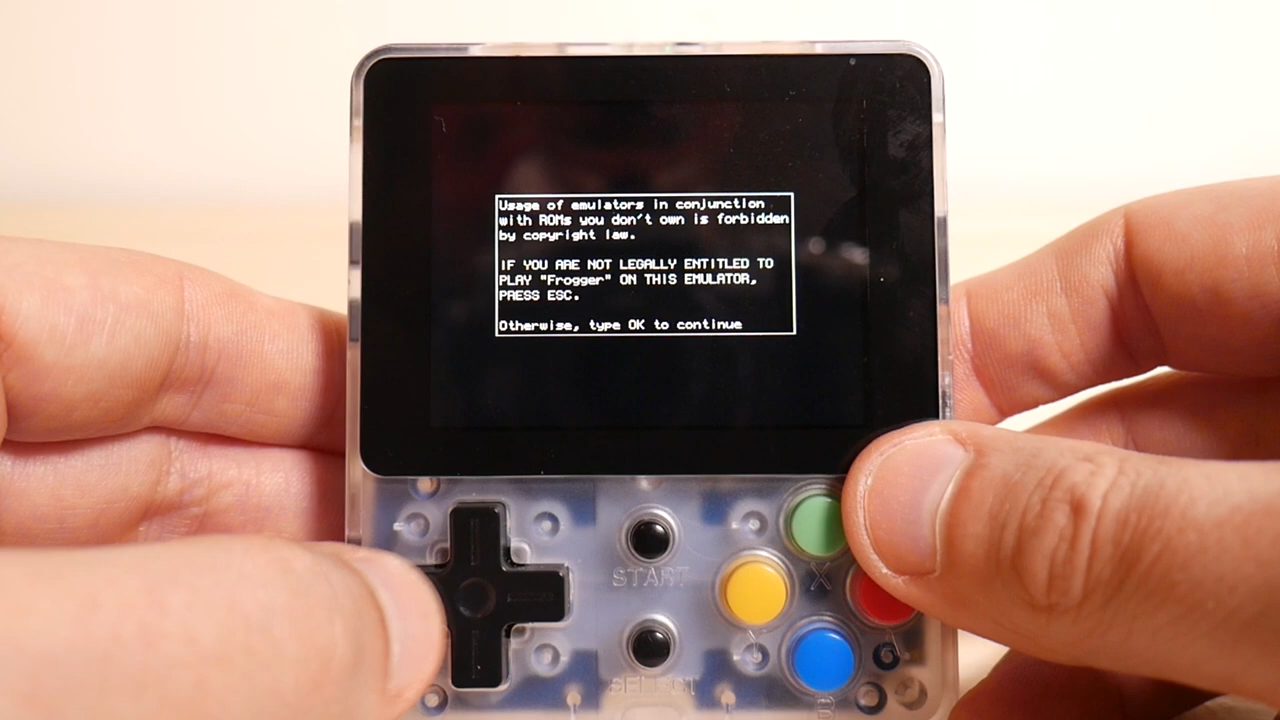 Usage of emulators in conjunction
with ROMs you don't own is forbidden
by copyright law.
IF YOU ARE NOT LEGALLY ENTITLED TO
PLAY "Frogger" ON THIS EMULATOR,
PRESS ESC.
Otherwise, type OK to continue
START
X
Y
A
SELECT
B